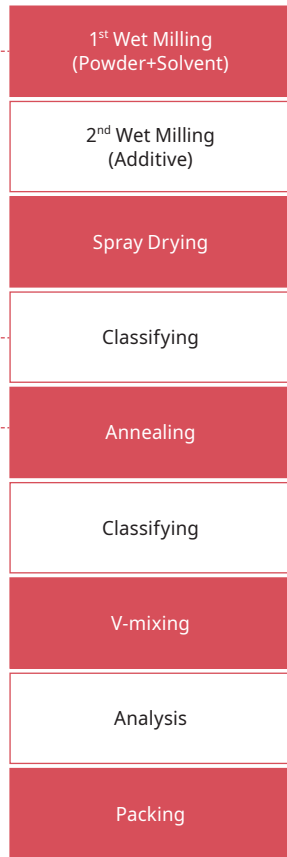 1st Wet Milling
(Powder+Solvent)
2nd Wet Milling
(Additive)
Spray Drying
Classifying
Annealing
Classifying
V-mixing
Analysis
Packing